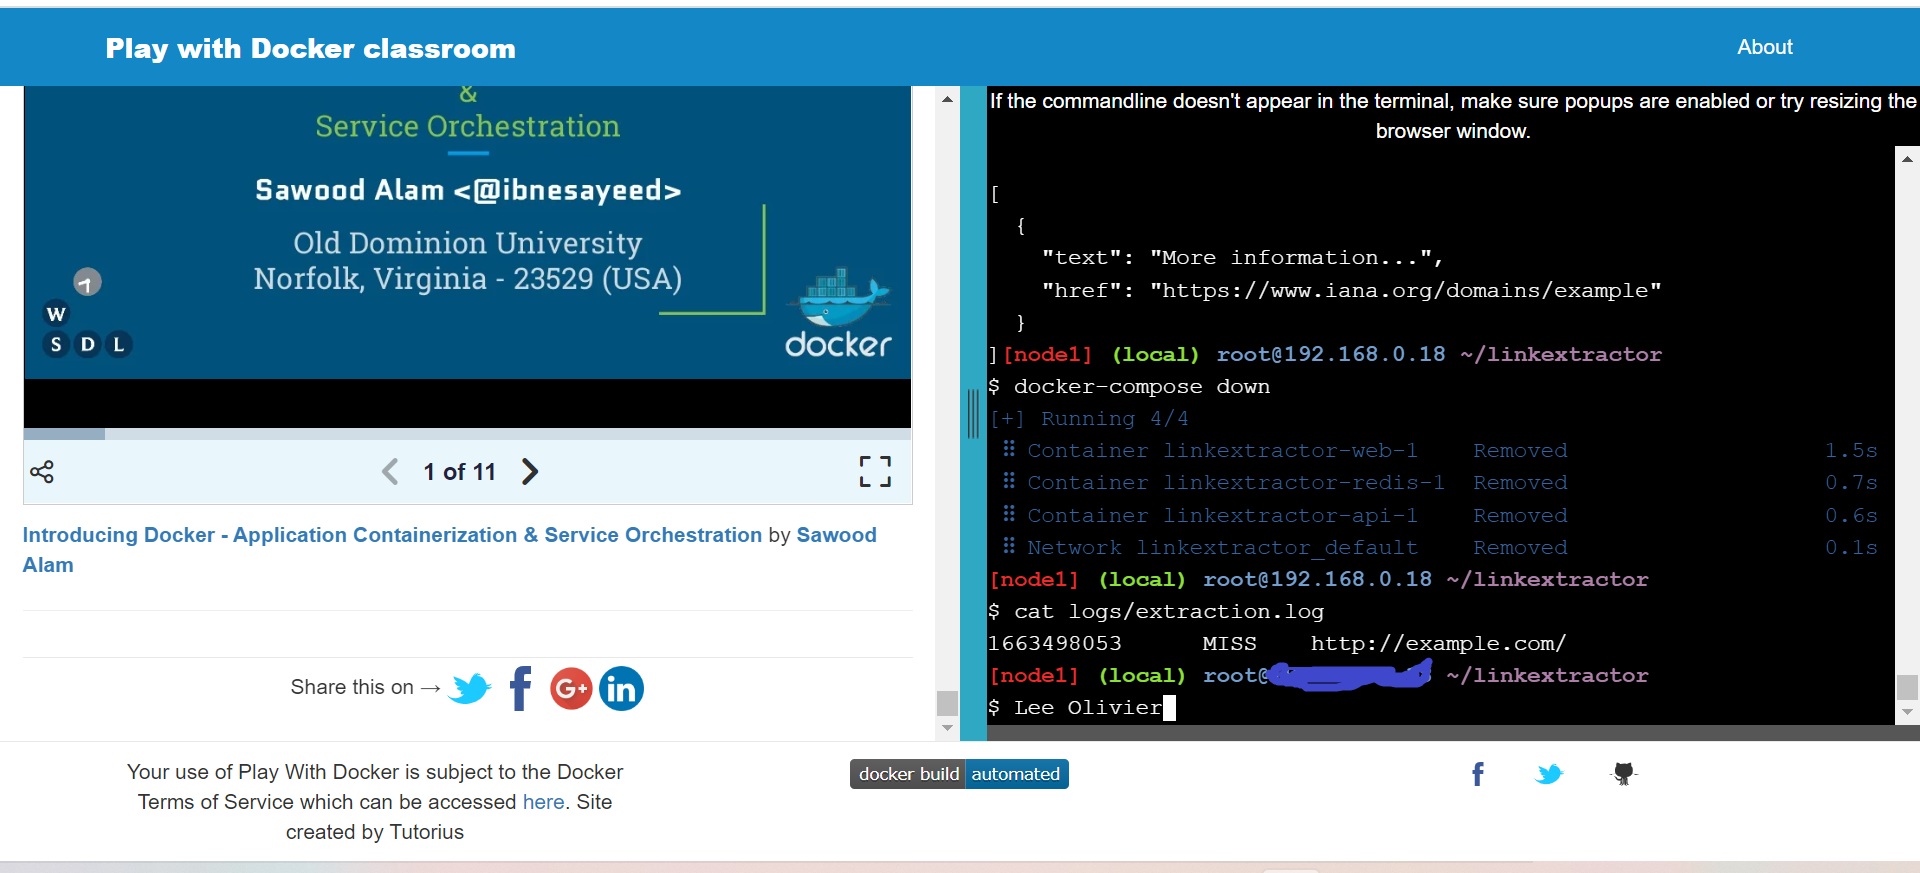 Play with Docker classroom
About
&
Service Orchestration
Sawood Alam <@ibnesayeed>
Old Dominion University
Norfolk, Virginia - 23529 (USA)
W
S D L
docker
1 of 11
Introducing Docker - Application Containerization & Service Orchestration by Sawood
Alam
Share this on →
If the commandline doesn't appear in the terminal, make sure popups are enabled or try resizing the
browser window.
[
{
"text": "More information...",
"href": "https://www.iana.org/domains/example"
}
][node1] (local) root@192.168.0.18 ~/linkextractor
$ docker-compose down
[+] Running 4/4
⠿ Container linkextractor-web-1 Removed 1.5s
⠿ Container linkextractor-redis-1 Removed 0.7s
⠿ Container linkextractor-api-1 Removed 0.6s
⠿ Network linkextractor_default Removed 0.1s
[node1] (local) root@192.168.0.18 ~/linkextractor
$ cat logs/extraction.log
1663498053 MISS http://example.com/
[node1] (local) root@ ~/linkextractor
$ Lee Olivier
Your use of Play With Docker is subject to the Docker
Terms of Service which can be accessed here. Site
created by Tutorius
docker build automated